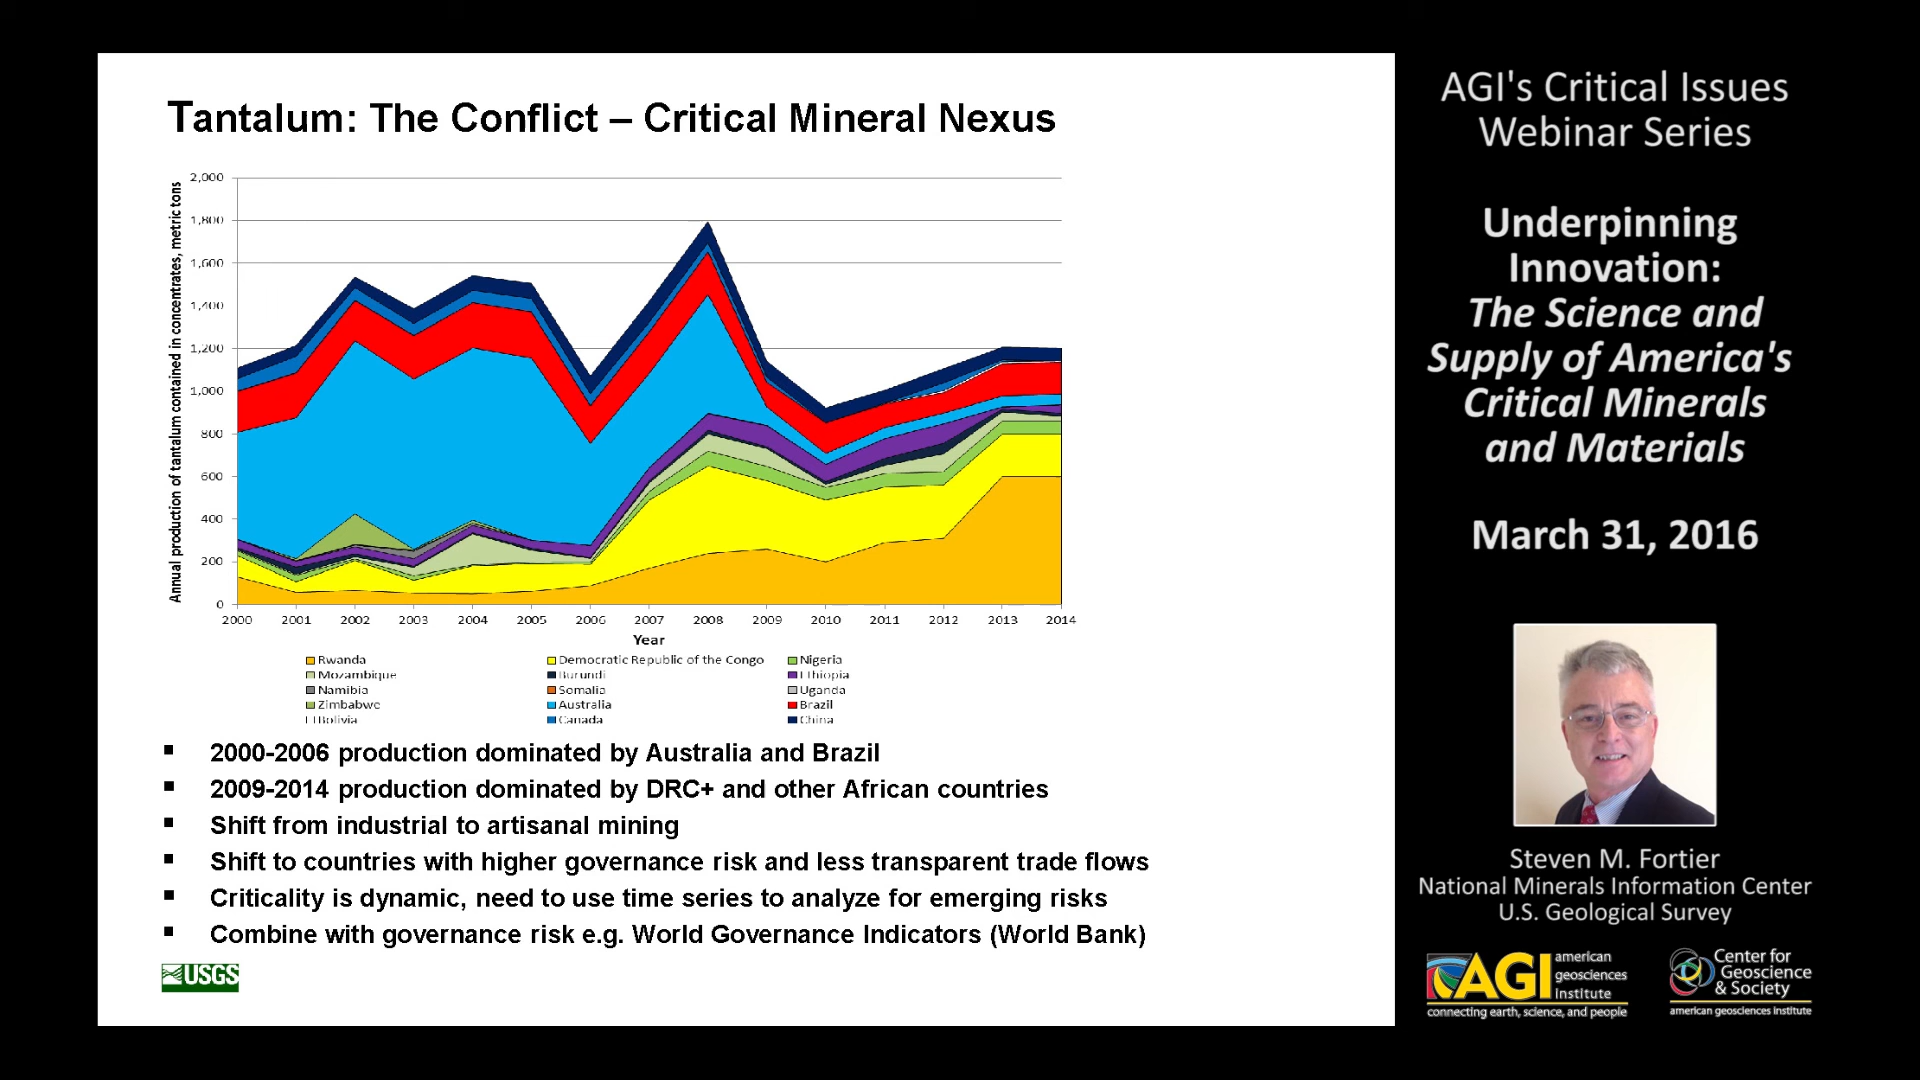 Tantalum: The Conflict – Critical Mineral Nexus
Annual production of tantalum contained in concentrates, metric tons
2,000
1,800
1,600
1,400
1,200
1,000
800
600
400
200
0
2000 2001 2002 2003 2004 2005 2006 2007 2008 2009 2010 2011 2012 2013 2014
Year
Rwanda Democratic Republic of the Congo Nigeria
Mozambique Burundi Ethiopia
Namibia Somalia Uganda
Zimbabwe Australia Brazil
Bolivia Canada China
▪ 2000-2006 production dominated by Australia and Brazil
▪ 2009-2014 production dominated by DRC+ and other African countries
▪ Shift from industrial to artisanal mining
▪ Shift to countries with higher governance risk and less transparent trade flows
▪ Criticality is dynamic, need to use time series to analyze for emerging risks
▪ Combine with governance risk e.g. World Governance Indicators (World Bank)
USGS
AGI's Critical Issues
Webinar Series
Underpinning
Innovation:
The Science and
Supply of America's
Critical Minerals
and Materials
March 31, 2016
Steven M. Fortier
National Minerals Information Center
U.S. Geological Survey
AGI
american
geosciences
institute
connecting earth, science, and people
Center for
Geoscience
& Society
american geosciences institute